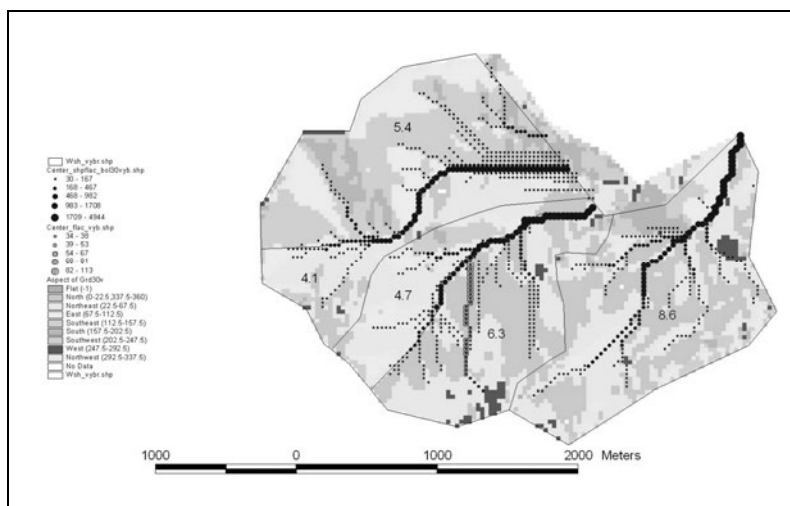 Wsh_vybr.shp
Center_shpflac_bol30vyb.shp
30 - 167
168 - 467
468 - 982
983 - 1708
1709 - 4944
Center_flac_vyb.shp
34 - 38
39 - 53
54 - 67
82 - 113
Aspect of Grd30v
Flat (-1)
North (0-22.5,337.5-360)
Northeast (22.5-67.5)
East (67.5-112.5)
Southeast (112.5-157.5)
South (157.5-202.5)
Southwest (202.5-247.5)
West (247.5-292.5)
Northwest (292.5-337.5)
No Data
Wsh_vybr.shp
5.4
4.1
4.7
6.3
8.6
1000 0 1000 2000 Meters